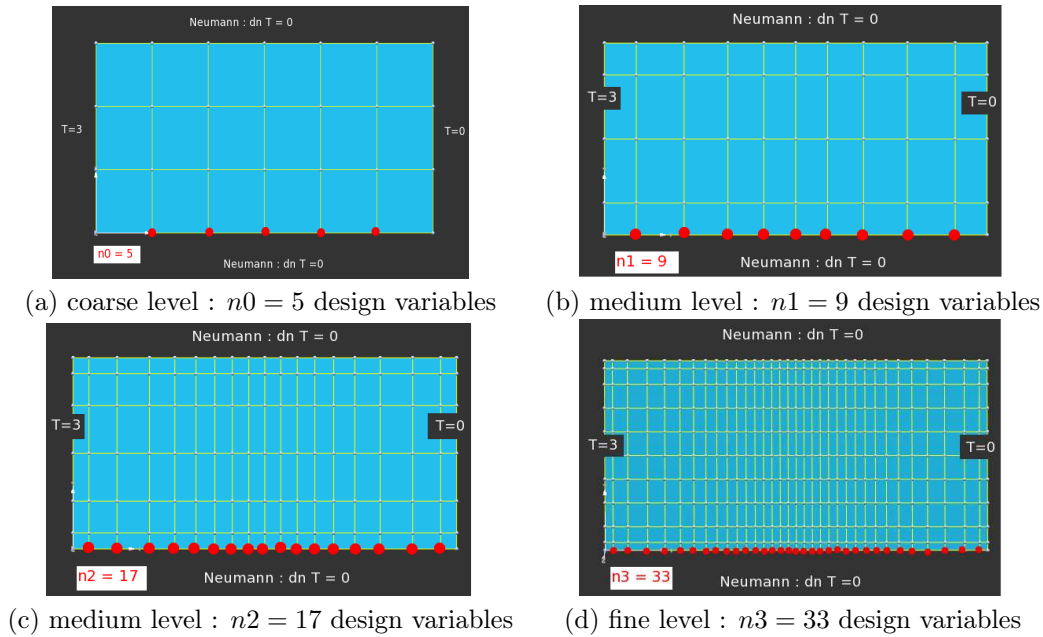 Neumann : dn T = 0
T=3
T=0
n0 = 5
Neumann : dn T =0
(a) coarse level : n0 = 5 design variables
Neumann : dn T = 0
T=3
T=0
n1 = 9
Neumann : dn T = 0
(b) medium level : n1 = 9 design variables
Neumann : dn T = 0
T=3
T=0
n2 = 17
Neumann : dn T = 0
(c) medium level : n2 = 17 design variables
Neumann : dn T =0
T=3
T=0
n3 = 33
Neumann : dn T =0
(d) fine level : n3 = 33 design variables